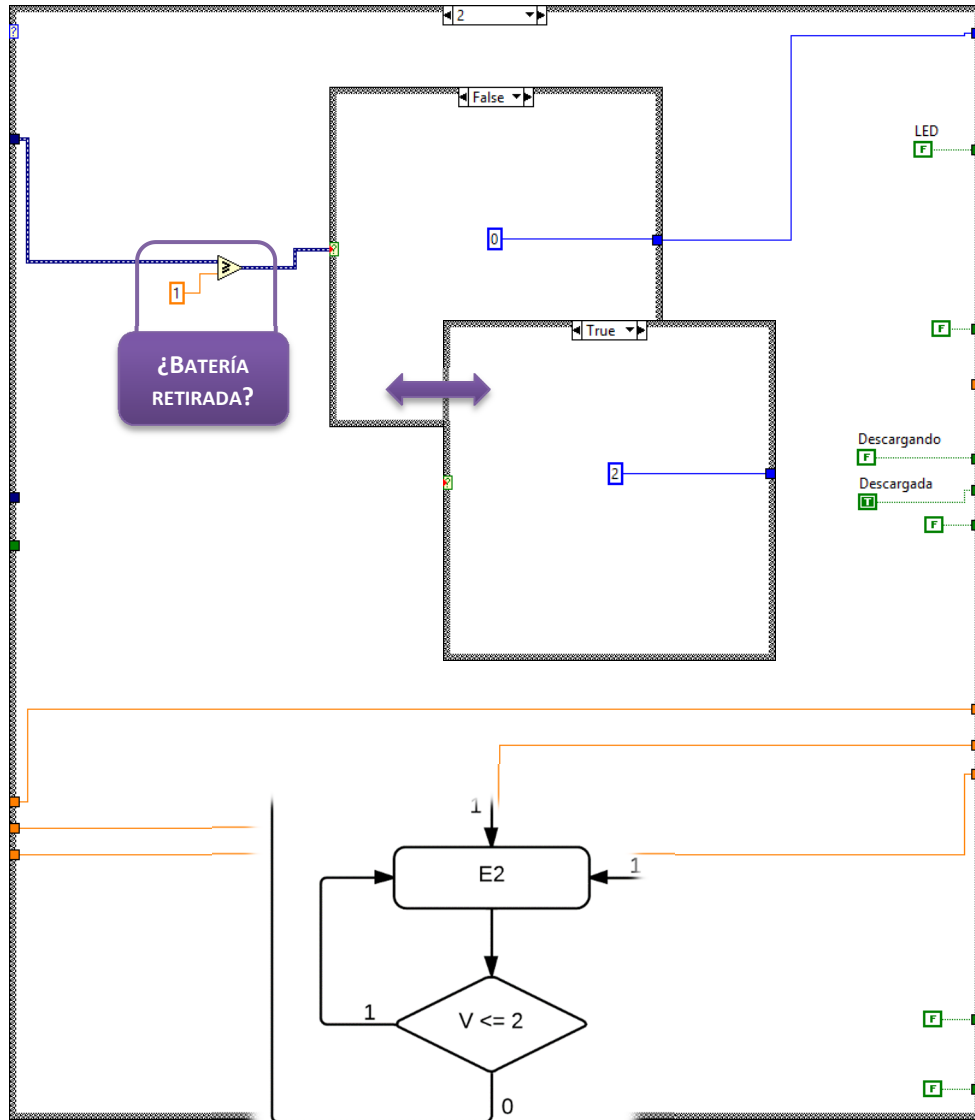 2
?
False
LED
F
0
?
1
≥
¿BATERÍA
RETIRADA?
True
F
Descargando
F
2
?
Descargada
T
F
1
E2
1
1
V <= 2
F
0
F